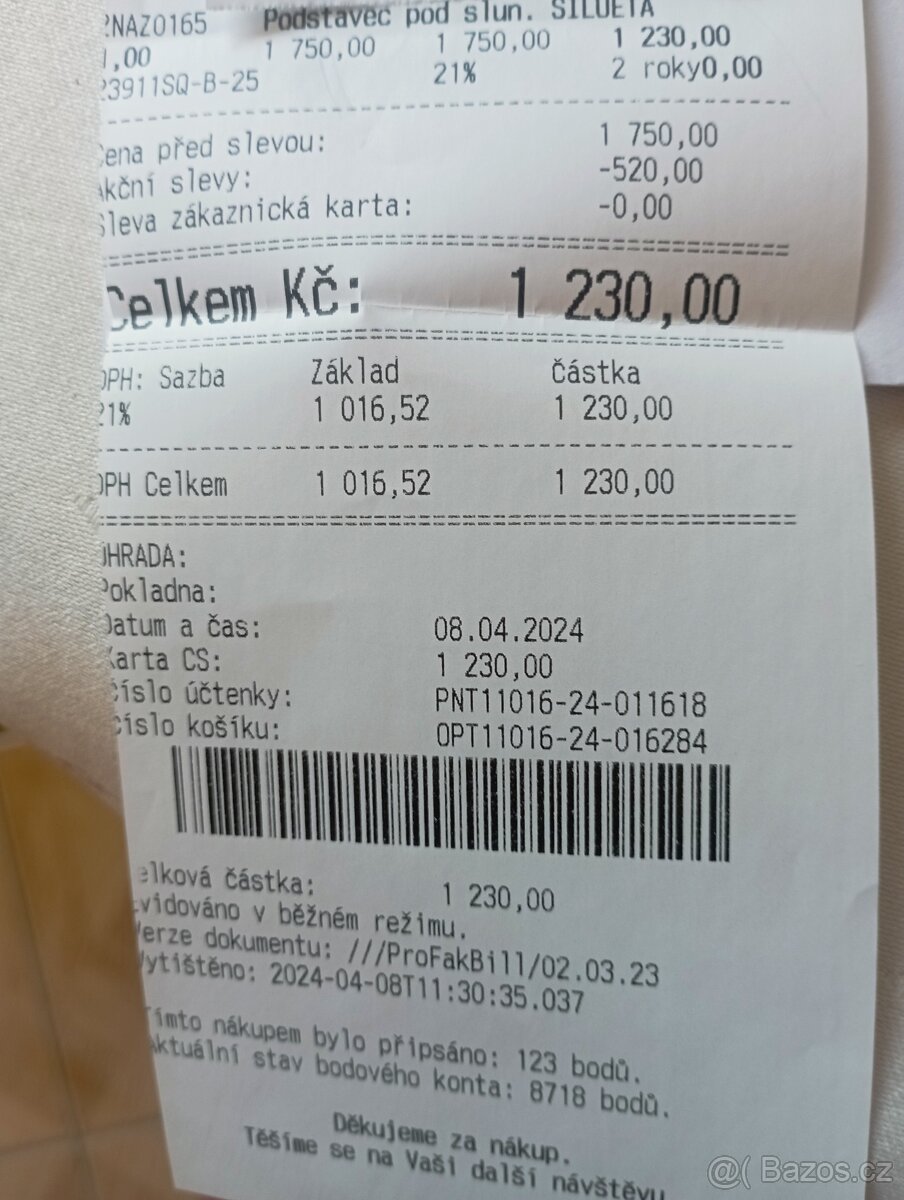 2NAZ0165 Podstavec pod slun. SILUETA
1,00 1 750,00 1 750,00 1 230,00
23911SQ-B-25 21% 2 roky0,00
Cena před slevou: 1 750,00
Akční slevy: -520,00
Sleva zákaznická karta: -0,00
Celkem Kč: 1 230,00
DPH: Sazba Základ Částka
21% 1 016,52 1 230,00
DPH Celkem 1 016,52 1 230,00
ÚHRADA:
Pokladna:
Datum a čas: 08.04.2024
Karta CS: 1 230,00
Číslo účtenky: PNT11016-24-011618
Číslo košíku: OPT11016-24-016284
Celková částka: 1 230,00
Evidováno v běžném režimu.
Verze dokumentu: ///ProFakBill/02.03.23
Vytištěno: 2024-04-08T11:30:35.037
Tímto nákupem bylo připsáno: 123 bodů.
Aktuální stav bodového konta: 8718 bodů.
Děkujeme za nákup.
Těšíme se na Vaši další návštěvu
@( Bazos.cz